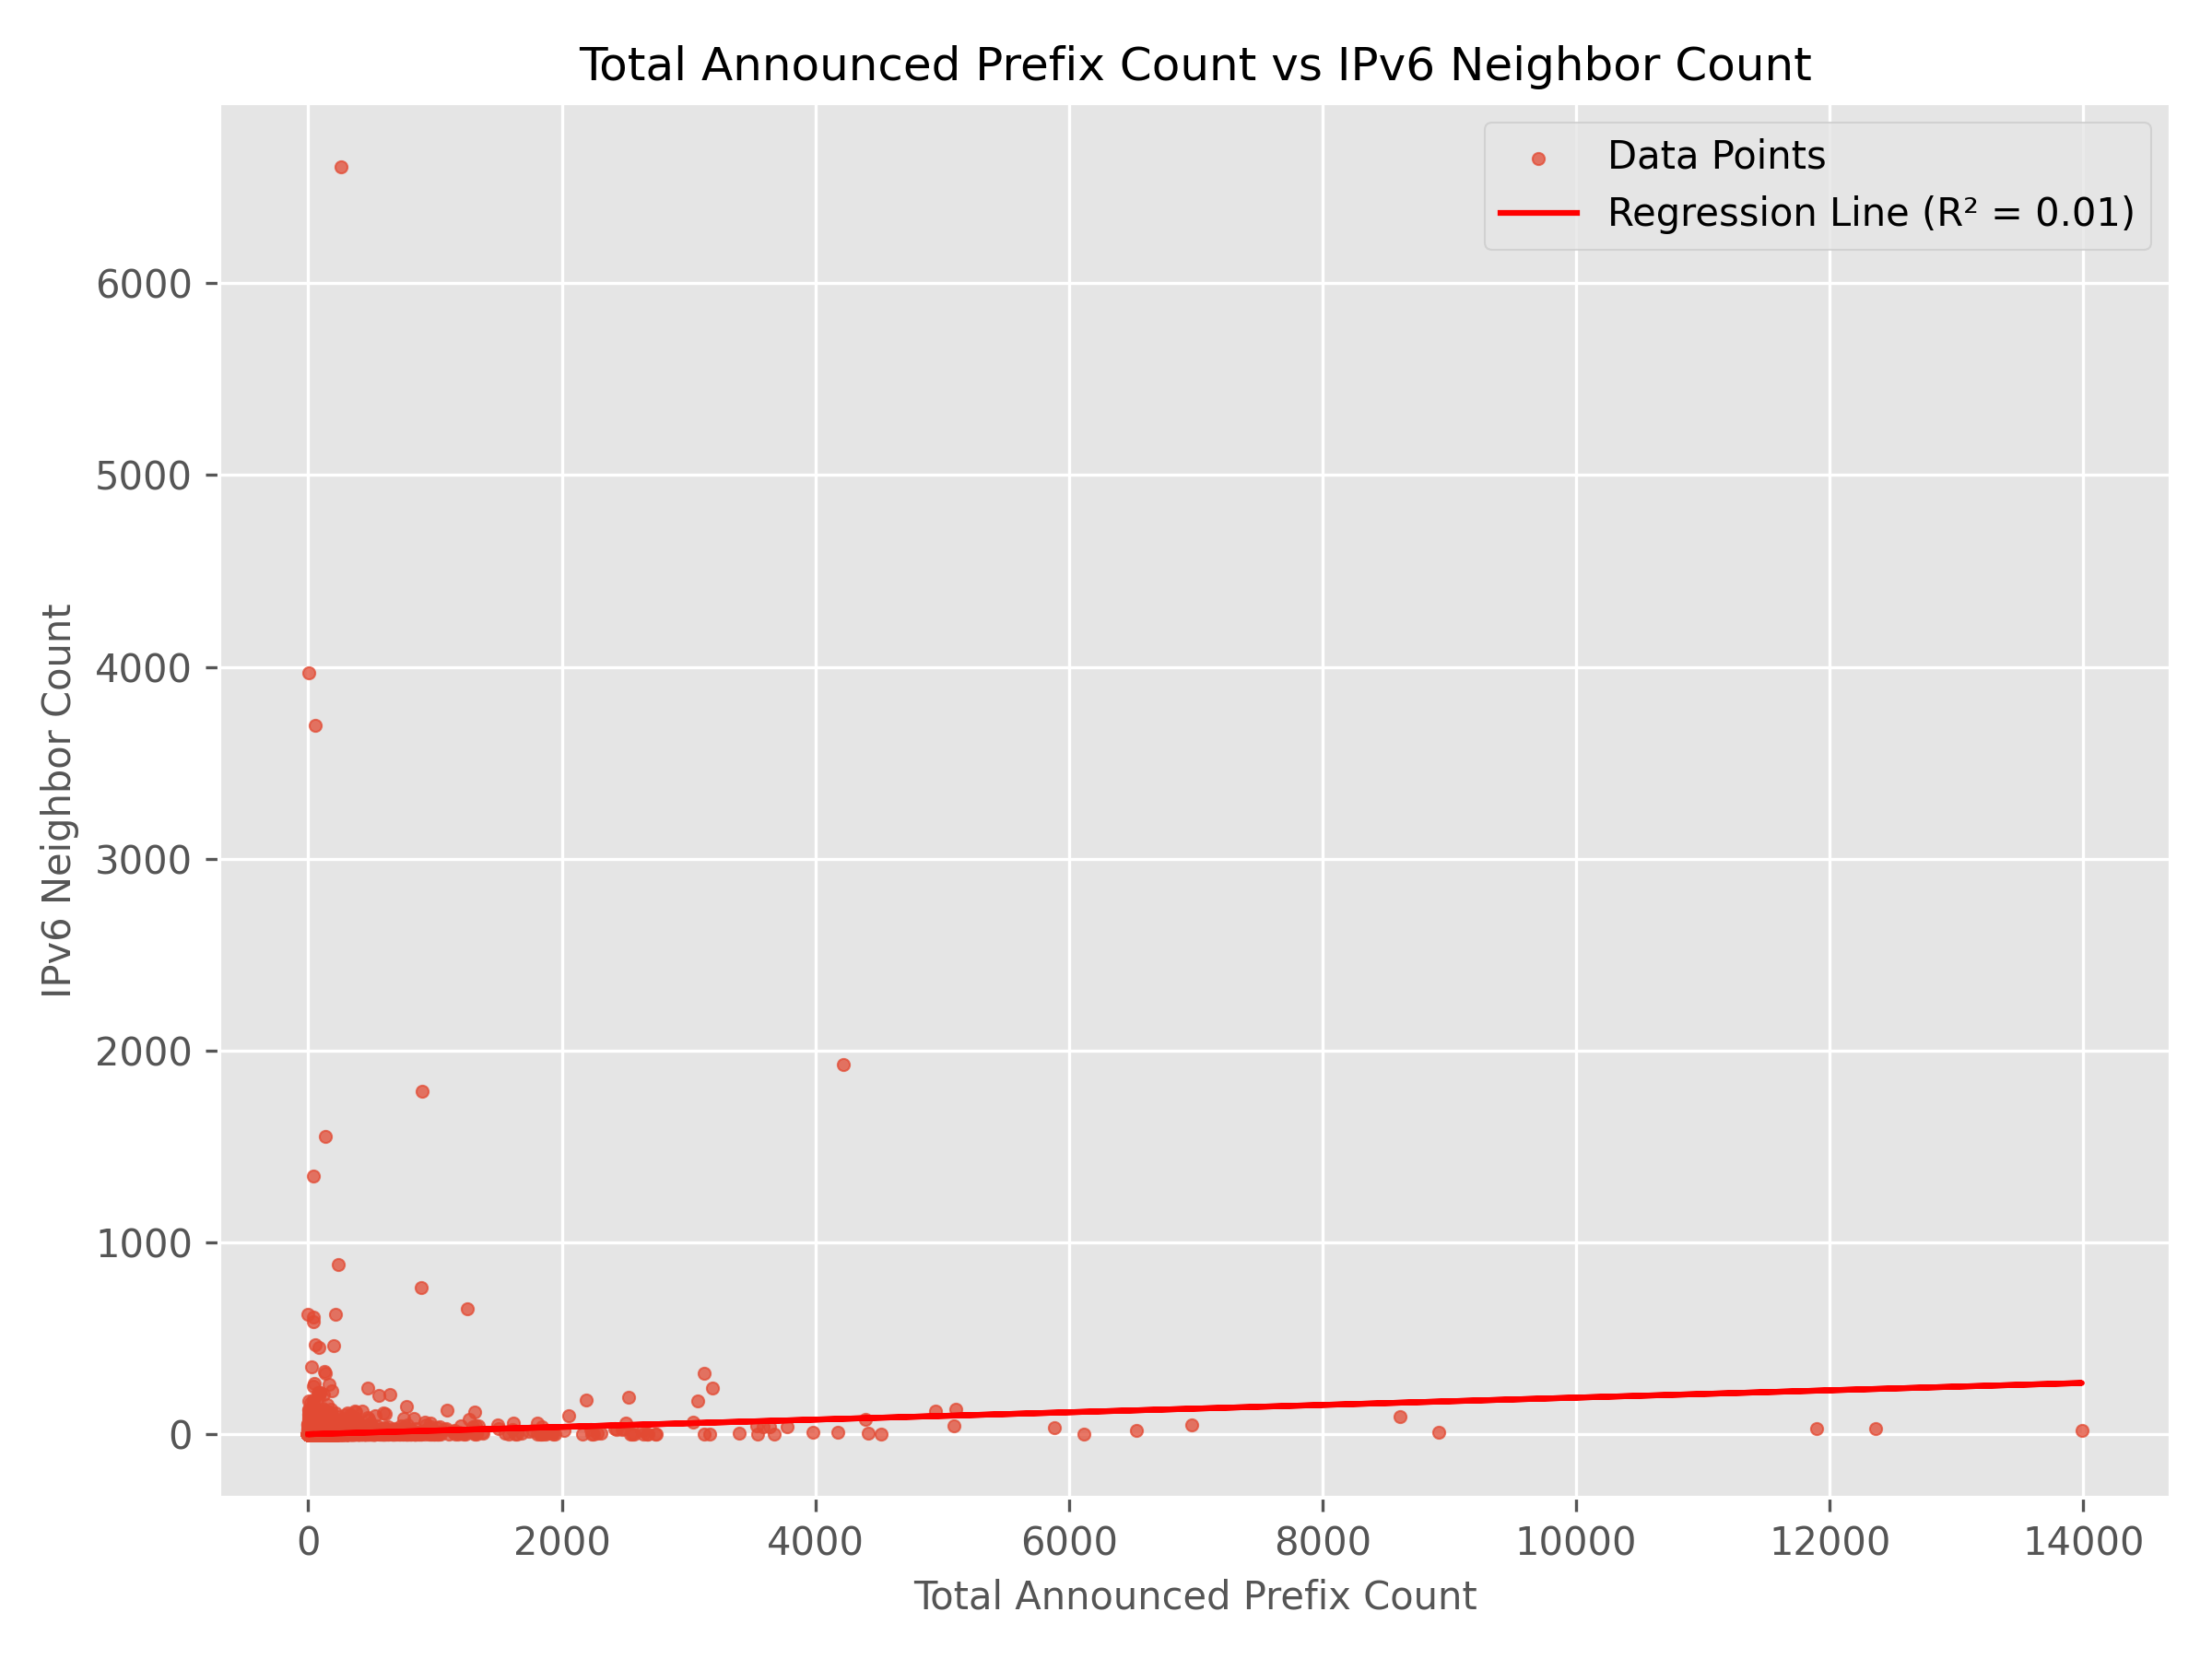 Total Announced Prefix Count vs IPv6 Neighbor Count
Data Points
Regression Line (R² = 0.01)
6000
5000
4000
3000
2000
1000
0
IPv6 Neighbor Count
0 2000 4000 6000 8000 10000 12000 14000
Total Announced Prefix Count